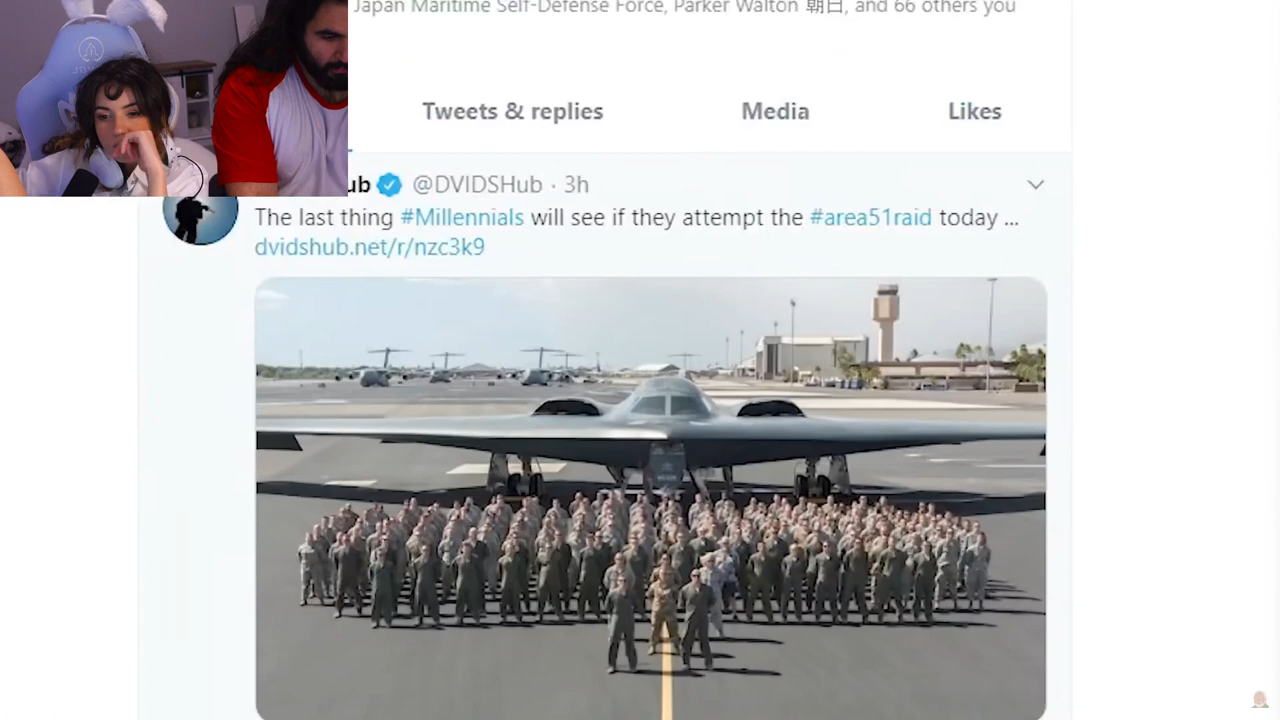 Japan Maritime Self-Defense Force, Parker Walton 朝日, and 66 others you
Tweets & replies Media Likes
ub @DVIDSHub · 3h
The last thing #Millennials will see if they attempt the #area51raid today ...
dvidshub.net/r/nzc3k9